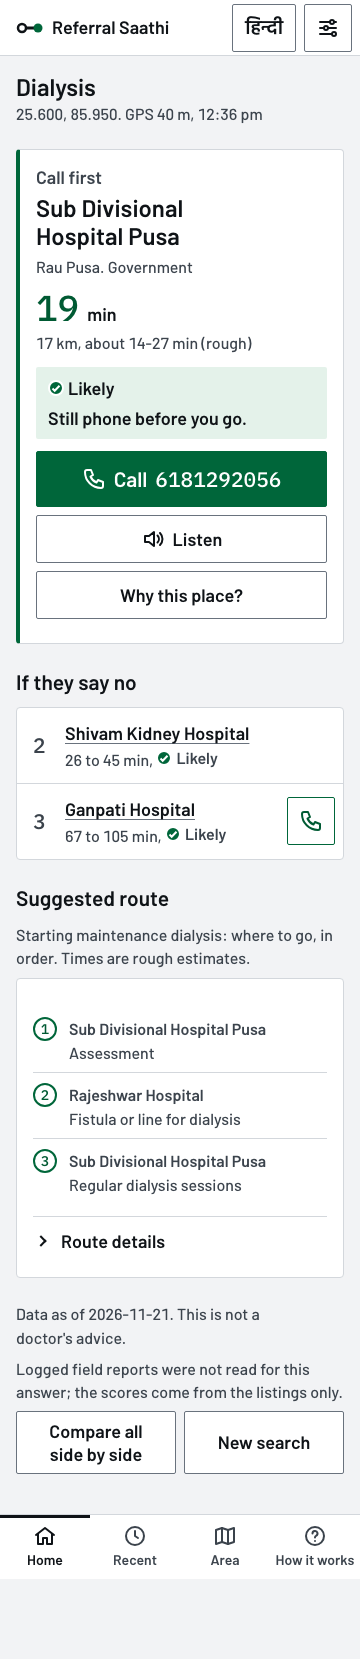 Referral Saathi
हिन्दी
Dialysis
25.600, 85.950. GPS 40 m, 12:36 pm
Call first
Sub Divisional
Hospital Pusa
Rau Pusa. Government
19 min
17 km, about 14-27 min (rough)
Likely
Still phone before you go.
Call 6181292056
Listen
Why this place?
If they say no
2
Shivam Kidney Hospital
26 to 45 min, Likely
3
Ganpati Hospital
67 to 105 min, Likely
Suggested route
Starting maintenance dialysis: where to go, in
order. Times are rough estimates.
1 Sub Divisional Hospital Pusa
Assessment
2 Rajeshwar Hospital
Fistula or line for dialysis
3 Sub Divisional Hospital Pusa
Regular dialysis sessions
Route details
Data as of 2026-11-21. This is not a
doctor's advice.
Logged field reports were not read for this
answer; the scores come from the listings only.
Compare all
side by side
New search
Home
Recent
Area
How it works